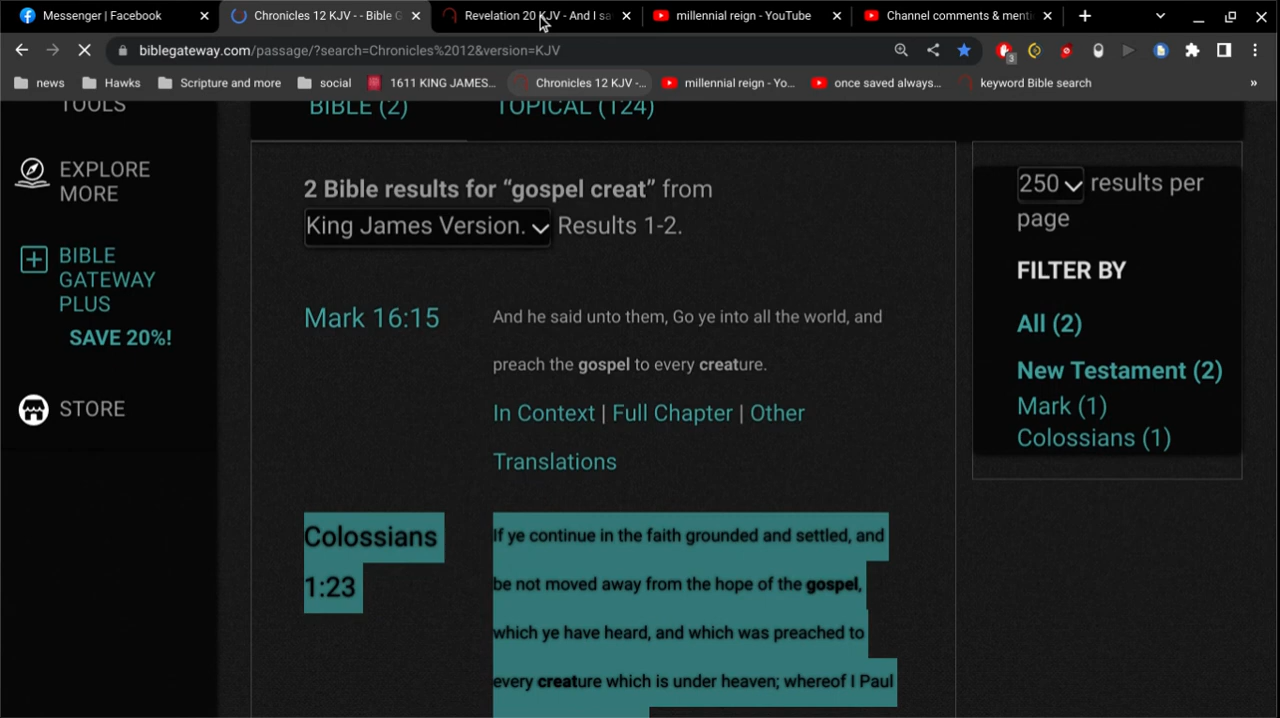 Messenger | Facebook
Chronicles 12 KJV - - Bible G
Revelation 20 KJV - And I sa
millennial reign - YouTube
Channel comments & menti
biblegateway.com/passage/?search=Chronicles%2012&version=KJV
3
news
Hawks
Scripture and more
social
1611 KING JAMES...
Chronicles 12 KJV -...
millennial reign - Yo...
once saved always...
keyword Bible search
»
TOOLS
EXPLORE
MORE
BIBLE
GATEWAY
PLUS
SAVE 20%!
STORE
BIBLE (2)
TOPICAL (124)
2 Bible results for “gospel creat” from
King James Version. Results 1-2.
Mark 16:15
And he said unto them, Go ye into all the world, and
preach the gospel to every creature.
In Context | Full Chapter | Other
Translations
Colossians
1:23
If ye continue in the faith grounded and settled, and
be not moved away from the hope of the gospel,
which ye have heard, and which was preached to
every creature which is under heaven; whereof I Paul
250 results per
page
FILTER BY
All (2)
New Testament (2)
Mark (1)
Colossians (1)